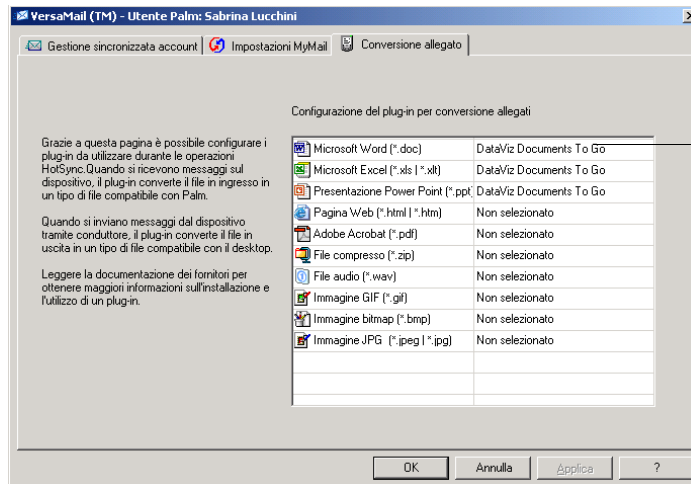 VersaMail (TM) - Utente Palm: Sabrina Lucchini
Gestione sincronizzata account Impostazioni MyMail Conversione allegato
Configurazione del plug-in per conversione allegati
Grazie a questa pagina è possibile configurare i
plug-in da utilizzare durante le operazioni
HotSync.Quando si ricevono messaggi sul
dispositivo, il plug-in converte il file in ingresso in
un tipo di file compatibile con Palm.
Quando si inviano messaggi dal dispositivo
tramite conduttore, il plug-in converte il file in
uscita in un tipo di file compatibile con il desktop.
Leggere la documentazione dei fornitori per
ottenere maggiori informazioni sull'installazione e
l'utilizzo di un plug-in.
Microsoft Word (*.doc) DataViz Documents To Go
Microsoft Excel (*.xls | *.xlt) DataViz Documents To Go
Presentazione Power Point (*.ppt DataViz Documents To Go
Pagina Web (*.html | *.htm) Non selezionato
Adobe Acrobat (*.pdf) Non selezionato
File compresso (*.zip) Non selezionato
File audio (*.wav) Non selezionato
Immagine GIF (*.gif) Non selezionato
Immagine bitmap (*.bmp) Non selezionato
Immagine JPG (*.jpeg | *.jpg) Non selezionato
OK Annulla Applica ?